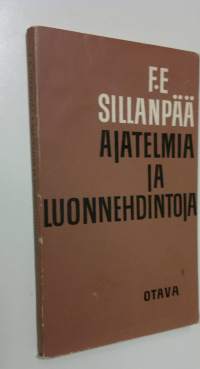 F.E
SILLANPÄÄ
AJATELMIA
JA
LUONNEHDINTOJA
OTAVA